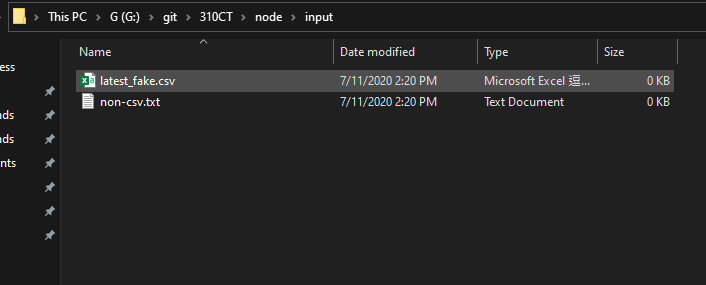 This PC > G (G:) > git > 310CT > node > input
Name Date modified Type Size
ess
latest_fake.csv 7/11/2020 2:20 PM Microsoft Excel 逗... 0 KB
non-csv.txt 7/11/2020 2:20 PM Text Document 0 KB
nds
nds
nts